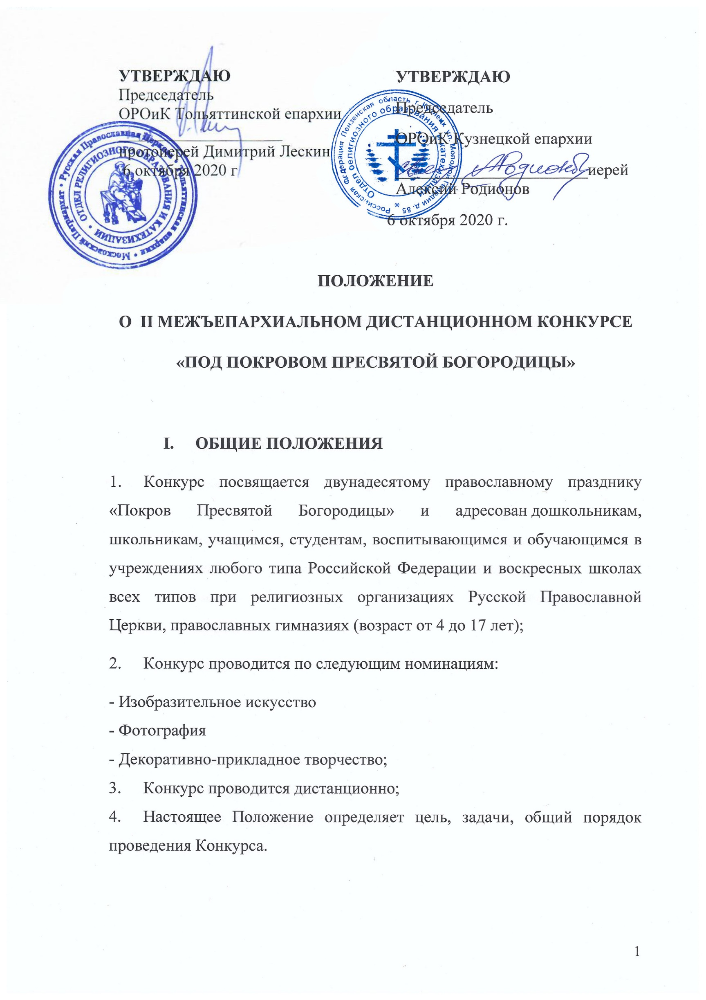 УТВЕРЖДАЮ
Председатель
ОРОиК Тольяттинской епархии
протоиерей Димитрий Лескин
6 октября 2020 г
Русская Православная Церковь • Тольяттинская епархия • Московский Патриархат •
ОТДЕЛ РЕЛИГИОЗНОГО ОБРАЗОВАНИЯ И КАТЕХИЗАЦИИ •
УТВЕРЖДАЮ
Председатель
ОРОиК Кузнецкой епархии
иерей
Алексий Родионов
6 октября 2020 г.
Российская Федерация Пензенская область г. Кузнецк ул. Молодой Гвардии д. 85
Отдел религиозного образования и катехизации
ПОЛОЖЕНИЕ
О II МЕЖЪЕПАРХИАЛЬНОМ ДИСТАНЦИОННОМ КОНКУРСЕ
«ПОД ПОКРОВОМ ПРЕСВЯТОЙ БОГОРОДИЦЫ»
I. ОБЩИЕ ПОЛОЖЕНИЯ
1. Конкурс посвящается двунадесятому православному празднику
«Покров Пресвятой Богородицы» и адресован дошкольникам,
школьникам, учащимся, студентам, воспитывающимся и обучающимся в
учреждениях любого типа Российской Федерации и воскресных школах
всех типов при религиозных организациях Русской Православной
Церкви, православных гимназиях (возраст от 4 до 17 лет);
2. Конкурс проводится по следующим номинациям:
- Изобразительное искусство
- Фотография
- Декоративно-прикладное творчество;
3. Конкурс проводится дистанционно;
4. Настоящее Положение определяет цель, задачи, общий порядок
проведения Конкурса.
1